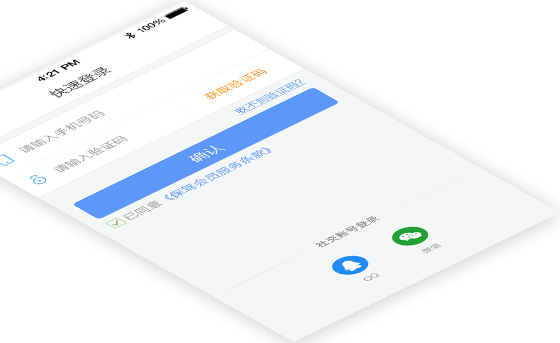 4:21 PM 100%
快速登录
请输入手机号码
获取验证码
请输入验证码
收不到验证码?
确认
已同意《保驾会员服务条款》
社交账号登录
QQ
微信